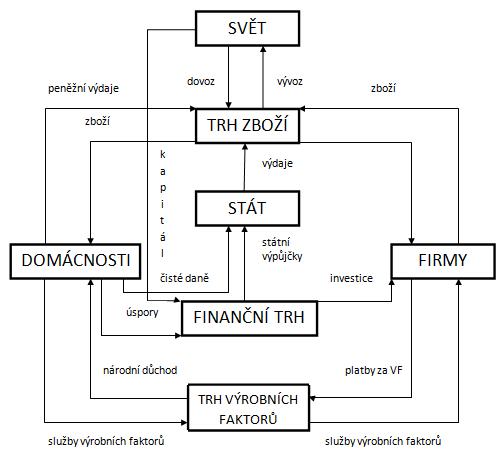 SVĚT
dovoz
vývoz
peněžní výdaje
zboží
zboží
TRH ZBOŽÍ
kapitál
výdaje
STÁT
státní
výpůjčky
DOMÁCNOSTI
FIRMY
čisté daně
investice
úspory
FINANČNÍ TRH
národní důchod
platby za VF
TRH VÝROBNÍCH
FAKTORŮ
služby výrobních faktorů
služby výrobních faktorů